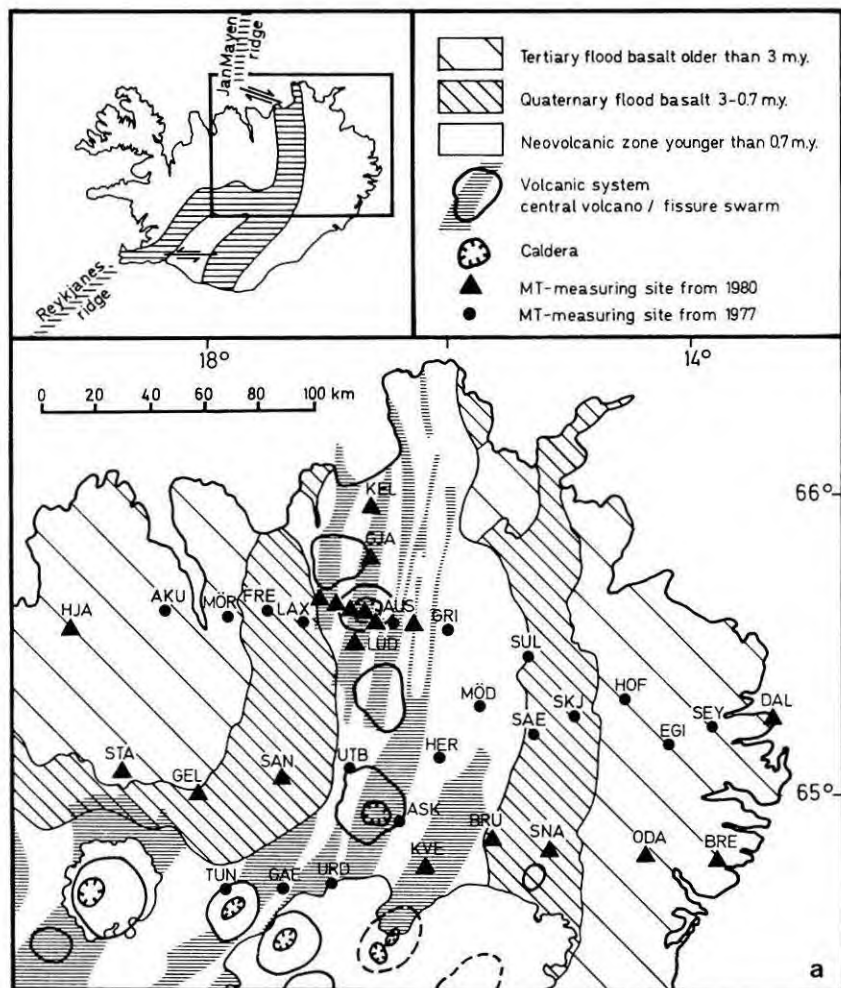 JanMayen
ridge
Reykjanes
ridge
Tertiary flood basalt older than 3 m.y.
Quaternary flood basalt 3-0.7 m.y.
Neovolcanic zone younger than 0.7 m.y.
Volcanic system
central volcano / fissure swarm
Caldera
MT-measuring site from 1980
MT-measuring site from 1977
18°
14°
0 20 40 60 80 100 km
66°
KEL
GJA
HJA
AKU
MÖR
FRE
LAX
AUS
GRI
LUD
SUL
MÖD
SAE
SKJ
HOF
EGI
SEY
DAL
STA
GEL
SAN
UTB
HER
65°
ASK
BRU
KVE
SNA
ODA
BRE
TUN
GAE
URD
a